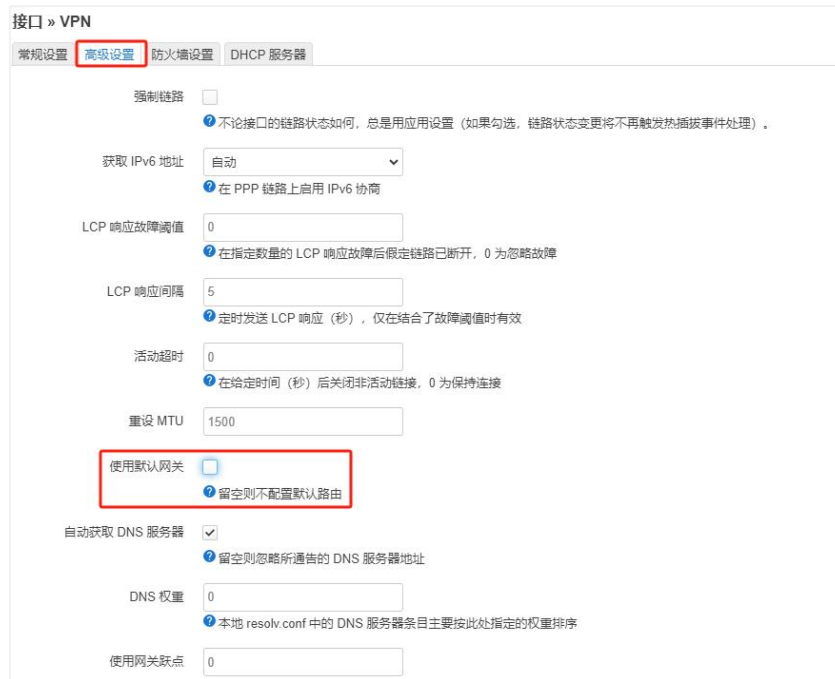 接口 » VPN
常规设置 高级设置 防火墙设置 DHCP 服务器
强制链路
不论接口的链路状态如何，总是用应用设置（如果勾选，链路状态变更将不再触发热插拔事件处理）。
获取 IPv6 地址 自动
在 PPP 链路上启用 IPv6 协商
LCP 响应故障阈值 0
在指定数量的 LCP 响应故障后假定链路已断开，0 为忽略故障
LCP 响应间隔 5
定时发送 LCP 响应（秒），仅在结合了故障阈值时有效
活动超时 0
在给定时间（秒）后关闭非活动链接，0 为保持连接
重设 MTU 1500
使用默认网关
留空则不配置默认路由
自动获取 DNS 服务器
留空则忽略所通告的 DNS 服务器地址
DNS 权重 0
本地 resolv.conf 中的 DNS 服务器条目主要按此处指定的权重排序
使用网关跃点 0